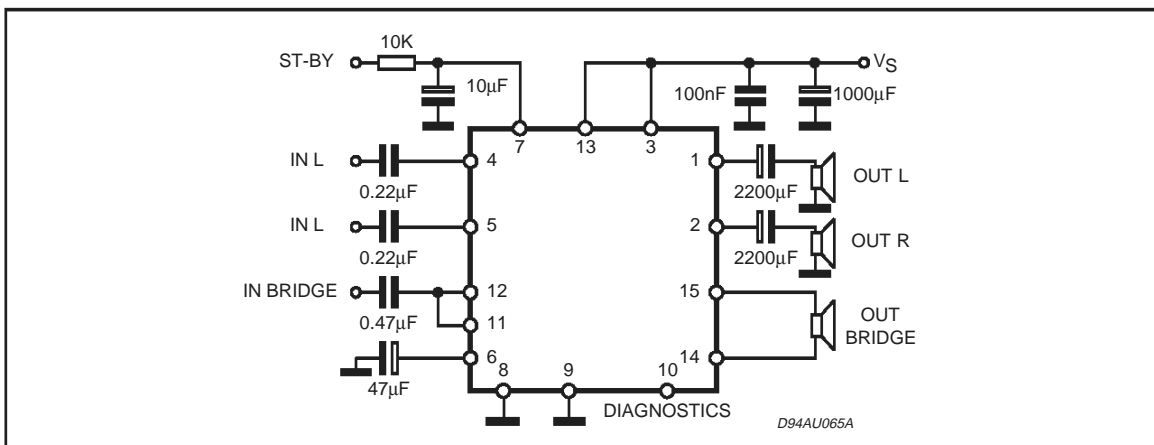 10K
ST-BY
10µF
100nF
1000µF
VS
7
13
3
IN L
0.22µF
4
1
2200µF
OUT L
IN L
0.22µF
5
2
2200µF
OUT R
IN BRIDGE
0.47µF
12
11
15
14
OUT
BRIDGE
47µF
6
8
9
10
DIAGNOSTICS
D94AU065A